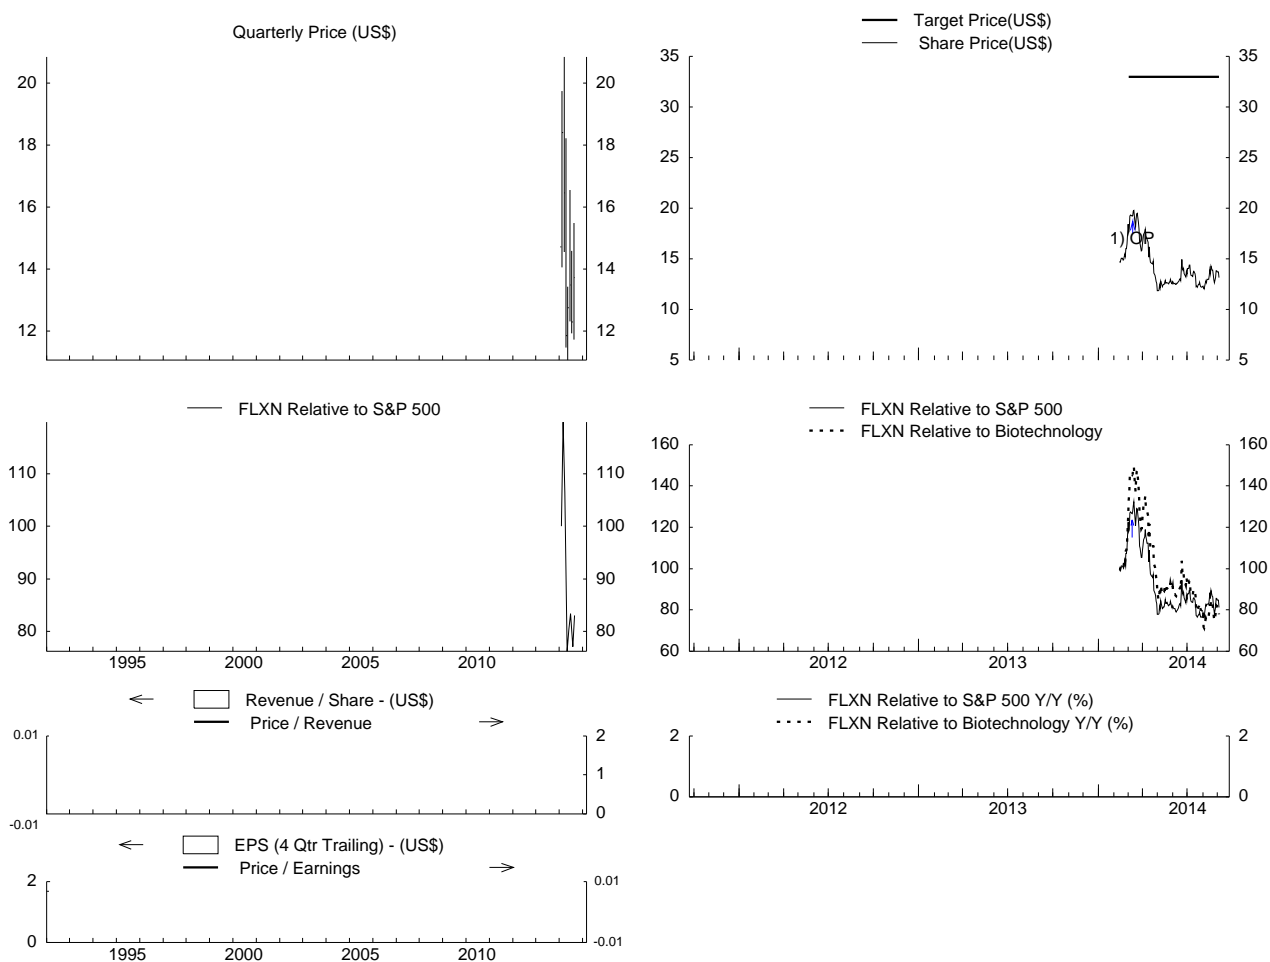 Quarterly Price (US$)
20 20
18 18
16 16
14 14
12 12
Target Price(US$)
Share Price(US$)
35 35
30 30
25 25
20 20
1) OP
15 15
10 10
5 5
FLXN Relative to S&P 500
110 110
100 100
90 90
80 80
1995 2000 2005 2010
FLXN Relative to S&P 500
FLXN Relative to Biotechnology
160 160
140 140
120 120
100 100
80 80
60 60
2012 2013 2014
Revenue / Share - (US$)
Price / Revenue
0.01 2
1
0
-0.01
FLXN Relative to S&P 500 Y/Y (%)
FLXN Relative to Biotechnology Y/Y (%)
2 2
0 0
2012 2013 2014
EPS (4 Qtr Trailing) - (US$)
Price / Earnings
2 0.01
0 -0.01
1995 2000 2005 2010